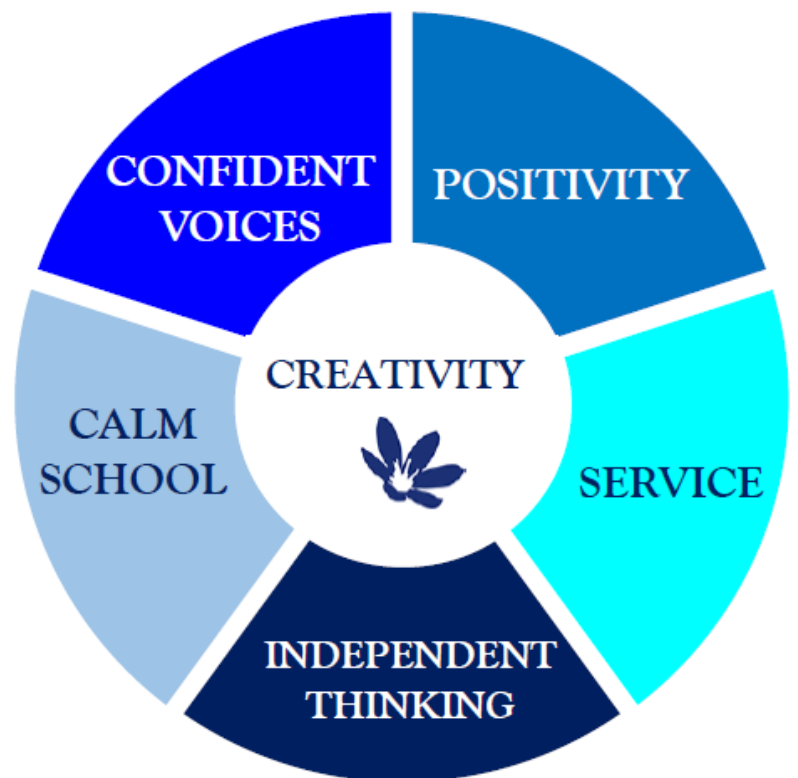 CONFIDENT
VOICES
POSITIVITY
CREATIVITY
CALM
SCHOOL
SERVICE
INDEPENDENT
THINKING